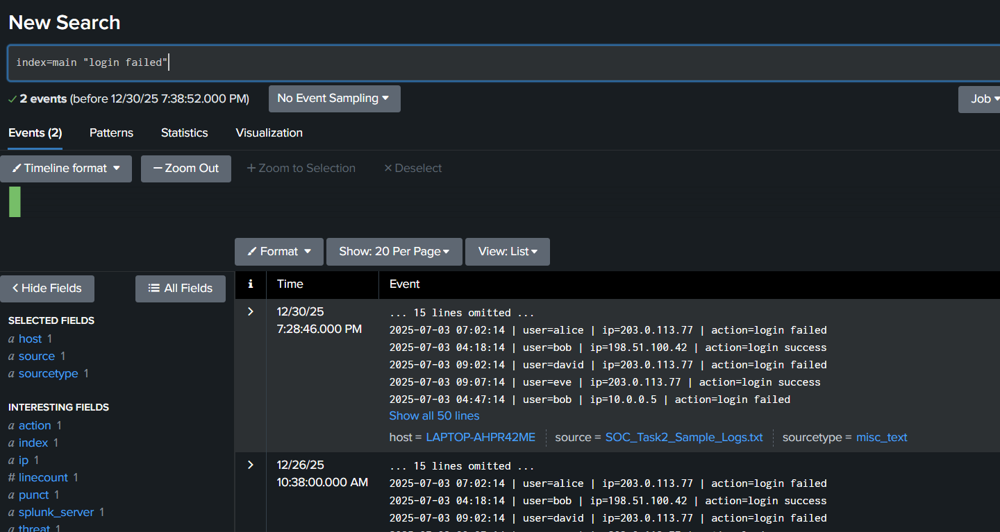 New Search
index=main "login failed"
2 events (before 12/30/25 7:38:52.000 PM) No Event Sampling Job
Events (2) Patterns Statistics Visualization
Timeline format Zoom Out + Zoom to Selection × Deselect
Format Show: 20 Per Page View: List
Hide Fields All Fields
i Time Event
SELECTED FIELDS
a host 1
a source 1
a sourcetype 1
INTERESTING FIELDS
a action 1
a index 1
a ip 1
# linecount 1
a punct 1
a splunk_server 1
a threat 1
12/30/25
7:28:46.000 PM
... 15 lines omitted ...
2025-07-03 07:02:14 | user=alice | ip=203.0.113.77 | action=login failed
2025-07-03 04:18:14 | user=bob | ip=198.51.100.42 | action=login success
2025-07-03 09:02:14 | user=david | ip=203.0.113.77 | action=login failed
2025-07-03 09:07:14 | user=eve | ip=203.0.113.77 | action=login success
2025-07-03 04:47:14 | user=bob | ip=10.0.0.5 | action=login failed
Show all 50 lines
host = LAPTOP-AHPR42ME source = SOC_Task2_Sample_Logs.txt sourcetype = misc_text
12/26/25
10:38:00.000 AM
... 15 lines omitted ...
2025-07-03 07:02:14 | user=alice | ip=203.0.113.77 | action=login failed
2025-07-03 04:18:14 | user=bob | ip=198.51.100.42 | action=login success
2025-07-03 09:02:14 | user=david | ip=203.0.113.77 | action=login failed